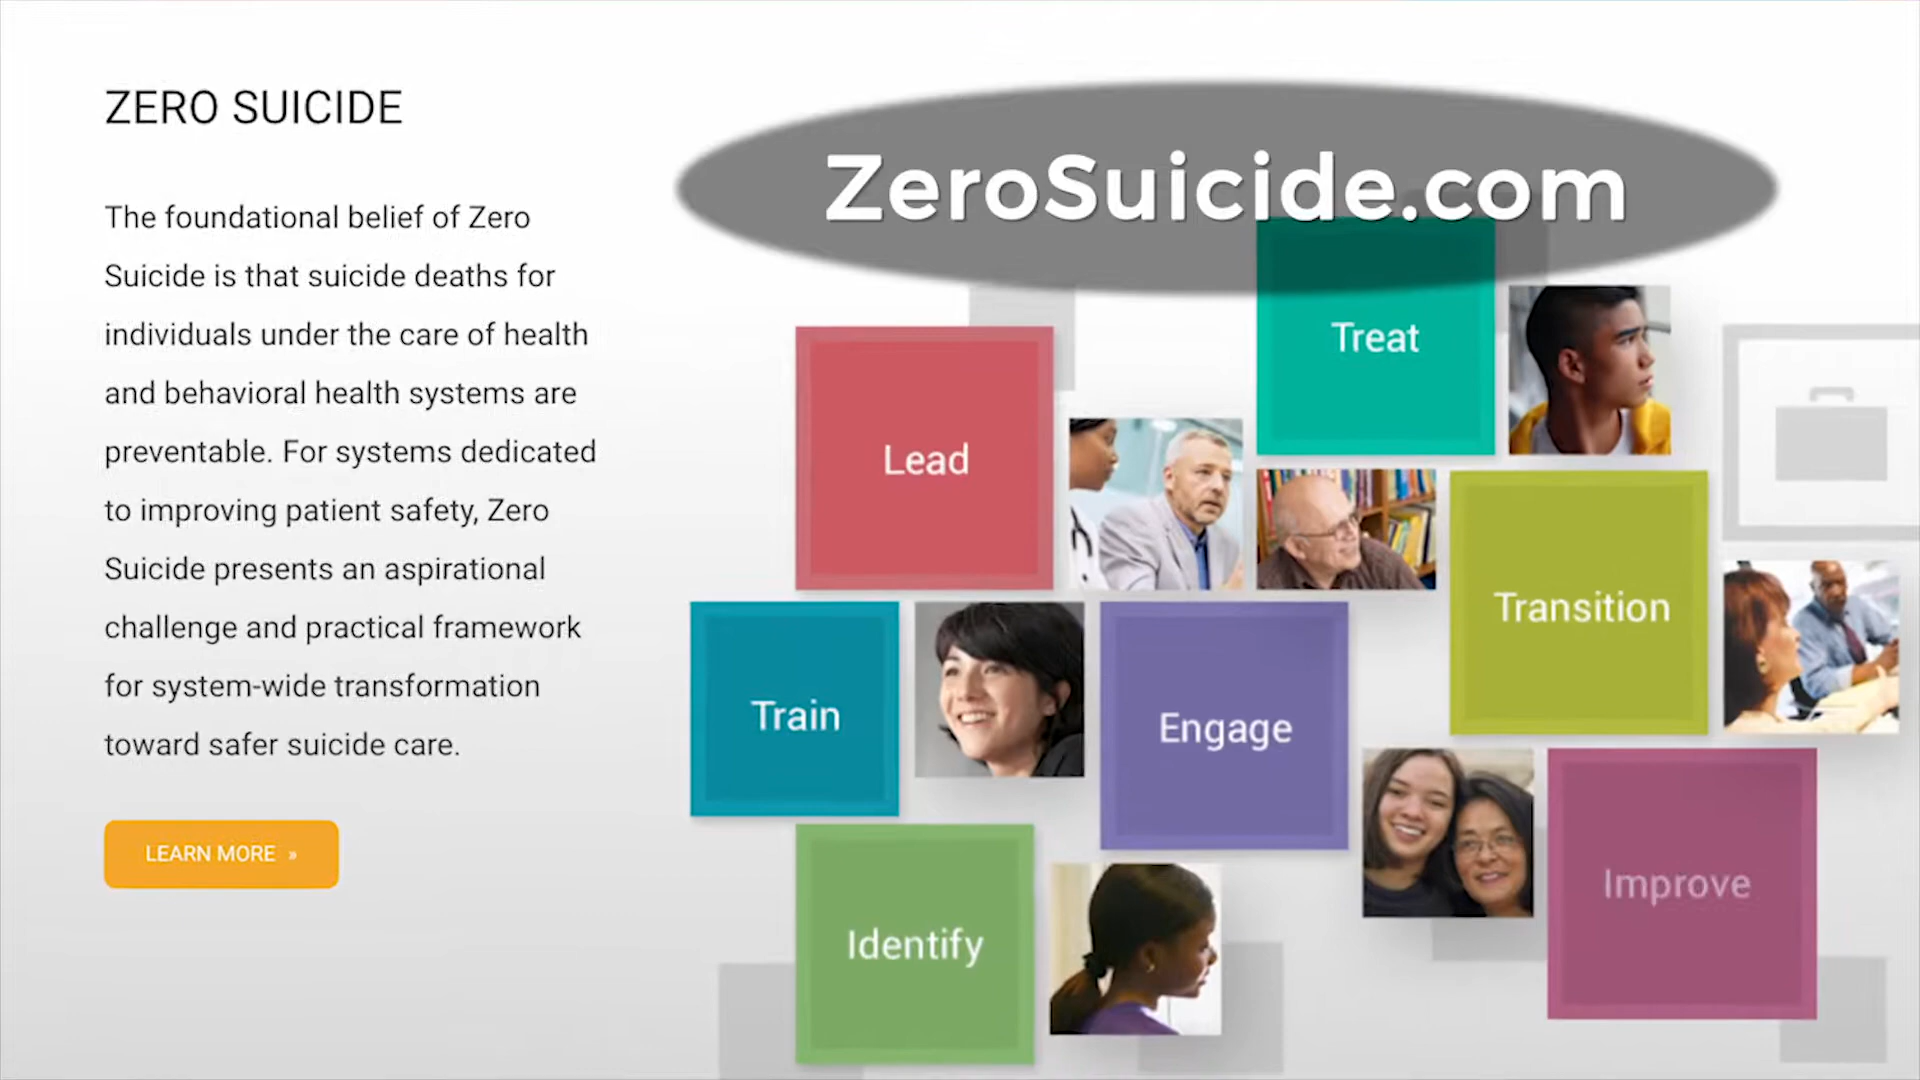 ZERO SUICIDE
The foundational belief of Zero
Suicide is that suicide deaths for
individuals under the care of health
and behavioral health systems are
preventable. For systems dedicated
to improving patient safety, Zero
Suicide presents an aspirational
challenge and practical framework
for system-wide transformation
toward safer suicide care.
LEARN MORE »
ZeroSuicide.com
Treat
Lead
Transition
Train
Engage
Improve
Identify